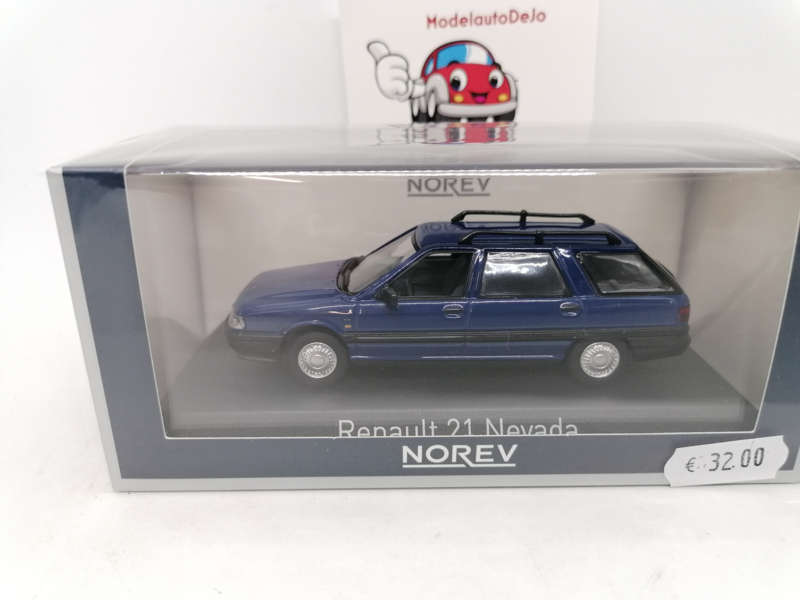 ModelautoDeJo
NOREV
Renault 21 Nevada
NOREV
€ 32.00